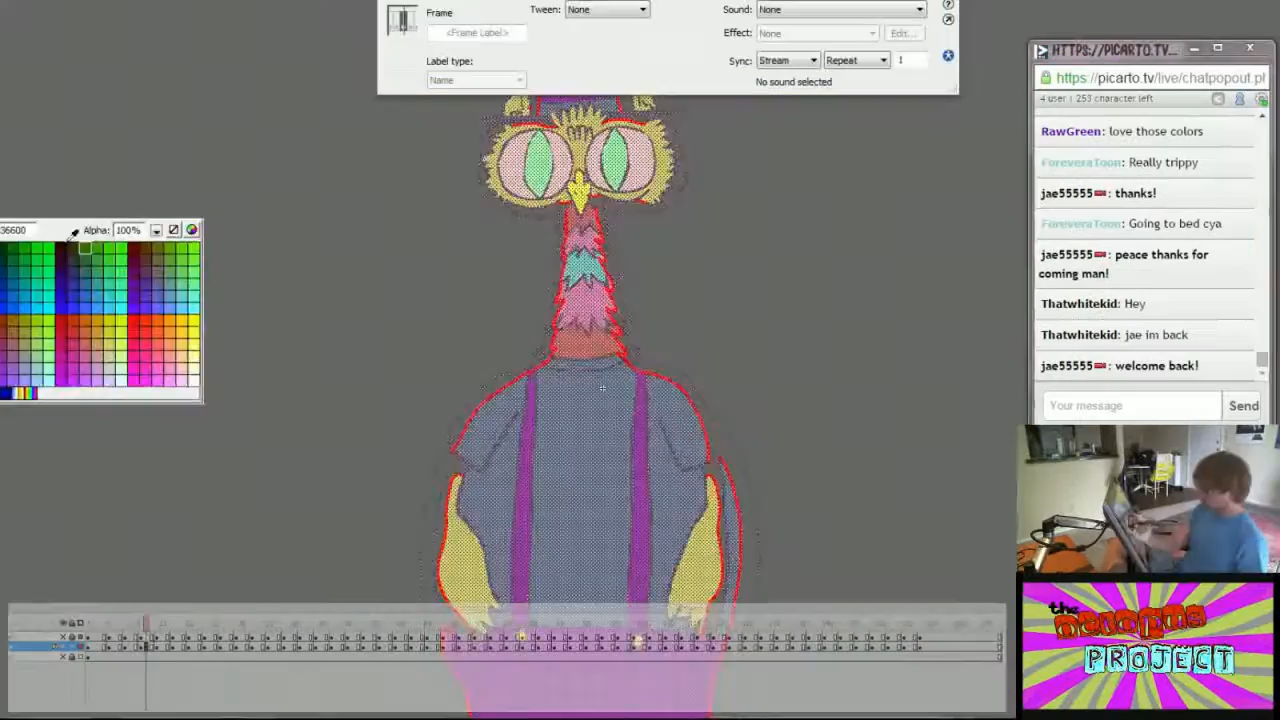 Frame
Tween: None
Sound: None
<Frame Label>
Effect: None
Edit...
Label type:
Name
Sync: Stream
Repeat
1
No sound selected
36600
Alpha: 100%
HTTPS://PICARTO.TV...
https://picarto.tv/live/chatpopout.p
4 user | 253 character left
RawGreen: love those colors
ForeveraToon: Really trippy
jae55555: thanks!
ForeveraToon: Going to bed cya
jae55555: peace thanks for
coming man!
Thatwhitekid: Hey
Thatwhitekid: jae im back
jae55555: welcome back!
Your message
Send
the
PROJECT